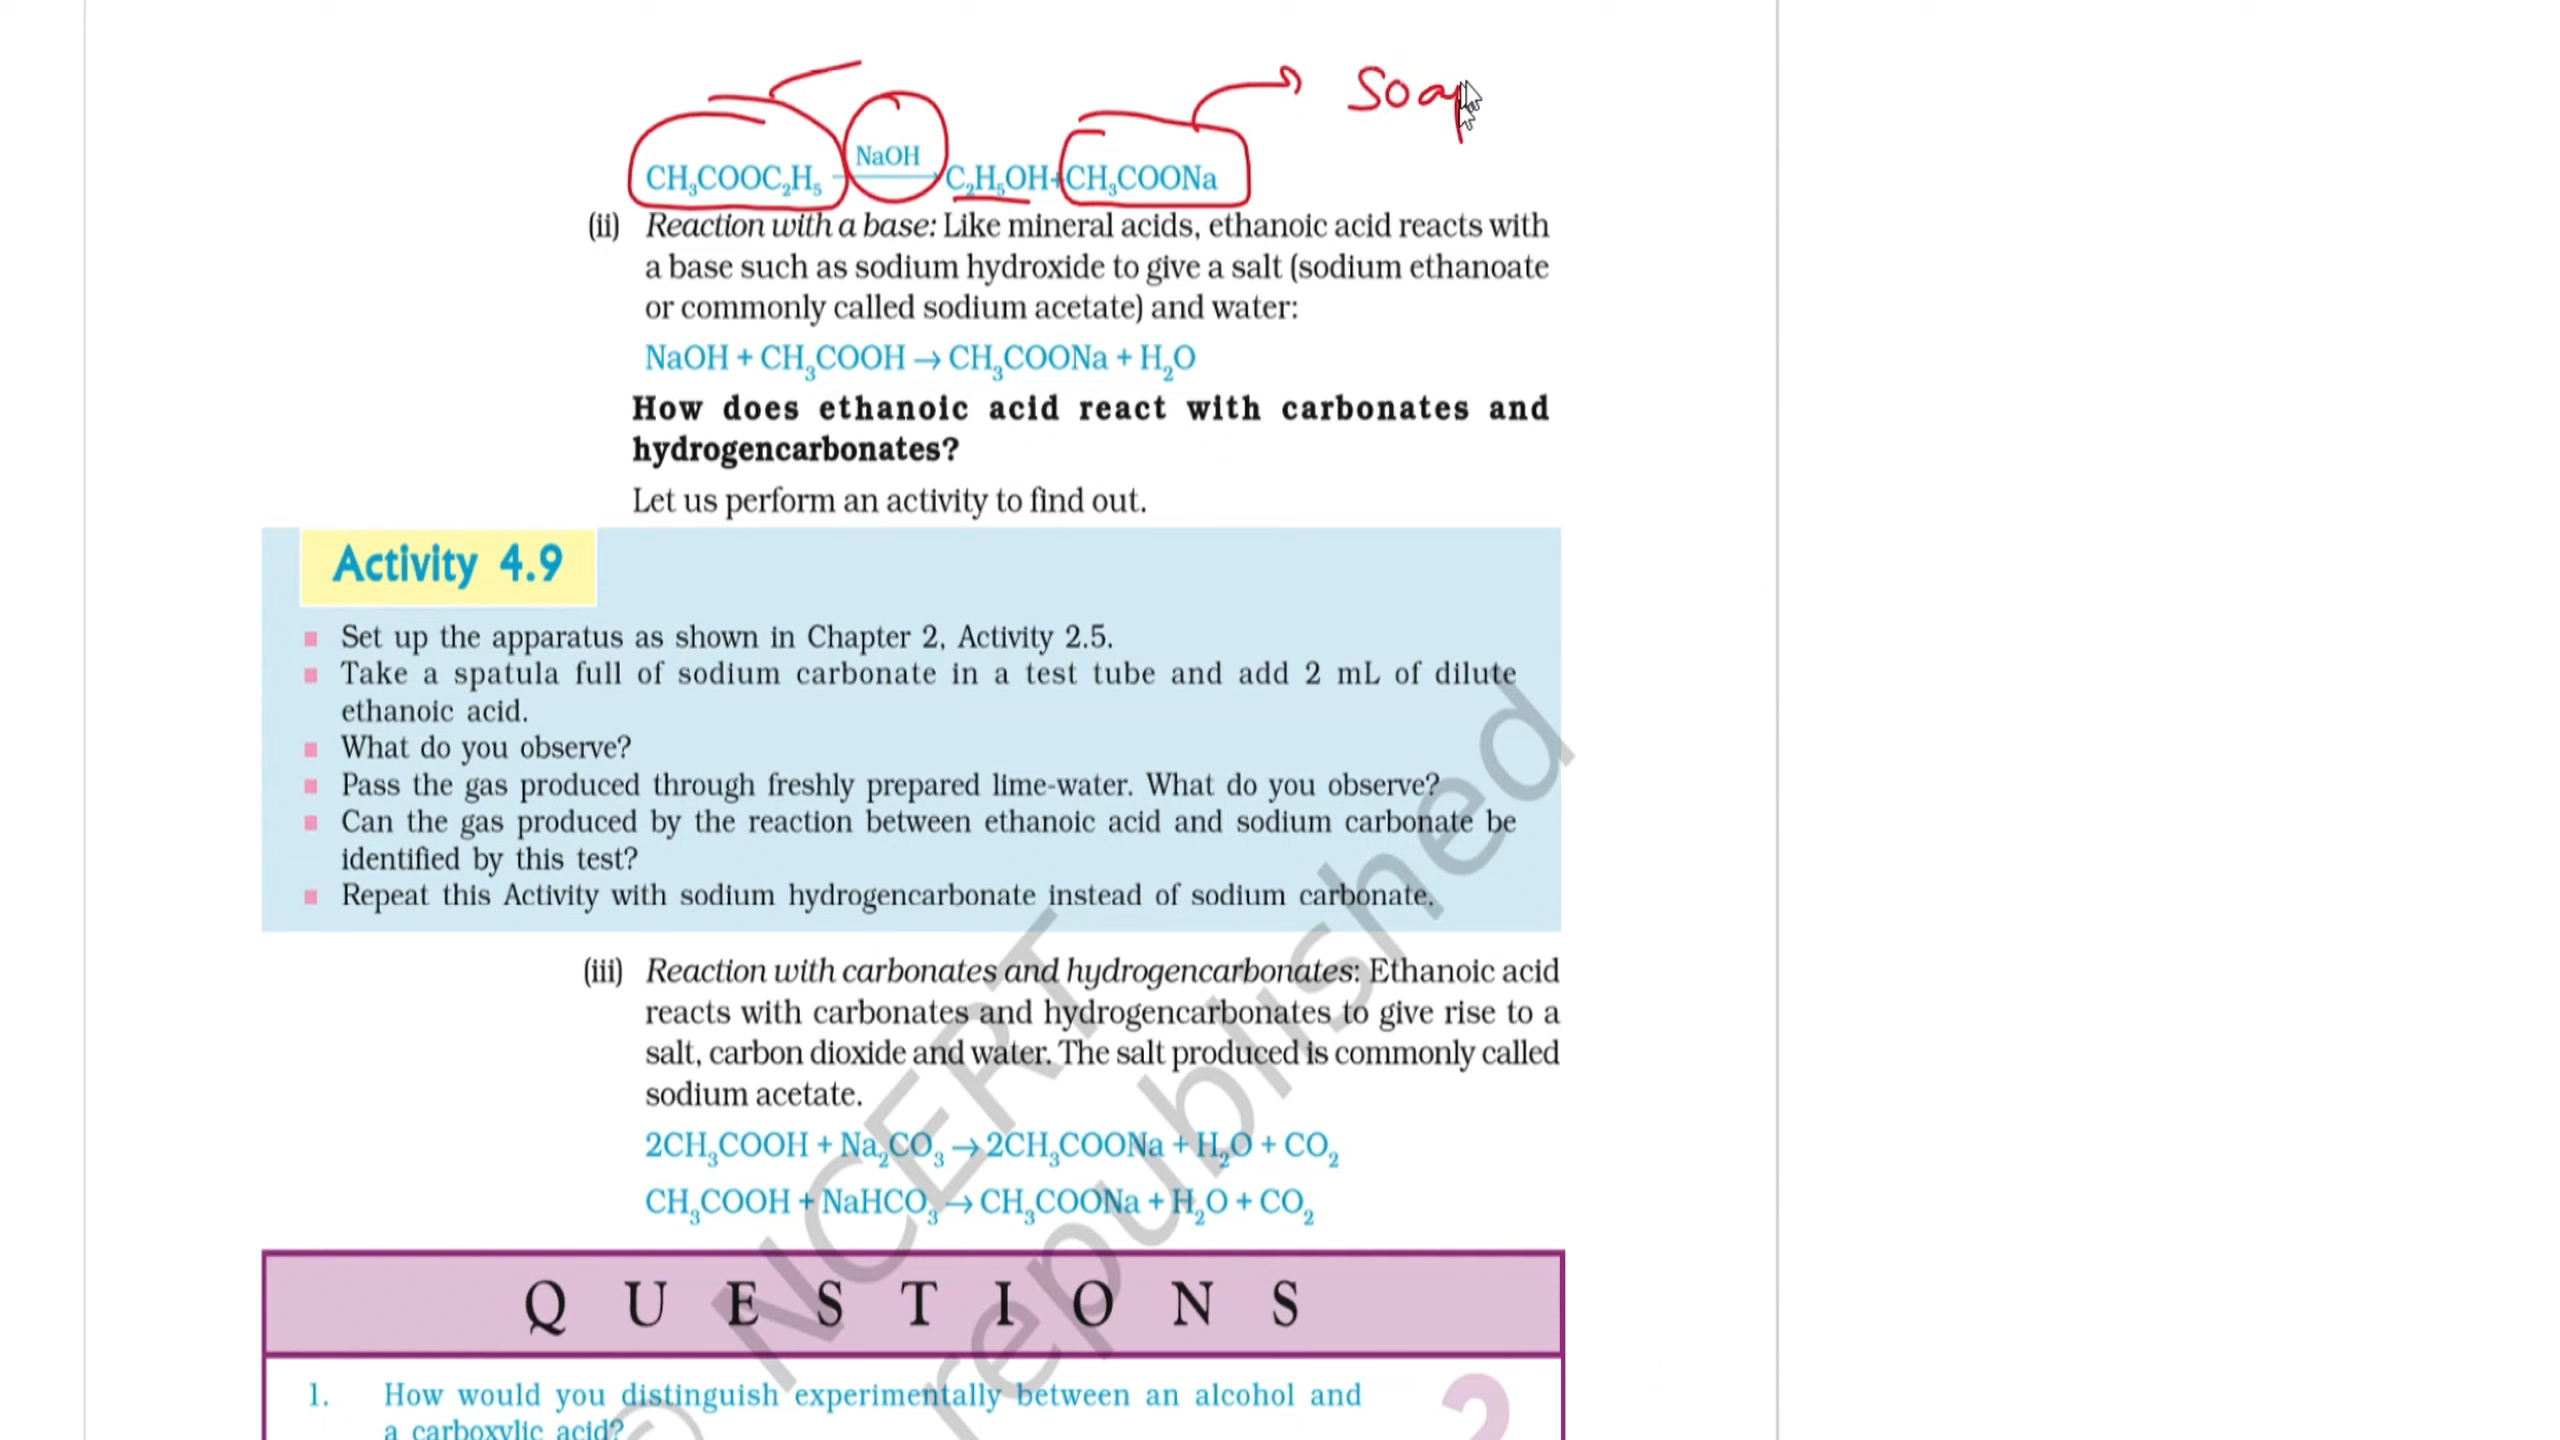 Soap
CH₃COOC₂H₅ —NaOH→ C₂H₅OH+CH₃COONa
(ii) Reaction with a base: Like mineral acids, ethanoic acid reacts with
a base such as sodium hydroxide to give a salt (sodium ethanoate
or commonly called sodium acetate) and water:
NaOH + CH₃COOH → CH₃COONa + H₂O
How does ethanoic acid react with carbonates and
hydrogencarbonates?
Let us perform an activity to find out.
Activity 4.9
Set up the apparatus as shown in Chapter 2, Activity 2.5.
Take a spatula full of sodium carbonate in a test tube and add 2 mL of dilute
ethanoic acid.
What do you observe?
Pass the gas produced through freshly prepared lime-water. What do you observe?
Can the gas produced by the reaction between ethanoic acid and sodium carbonate be
identified by this test?
Repeat this Activity with sodium hydrogencarbonate instead of sodium carbonate.
(iii) Reaction with carbonates and hydrogencarbonates: Ethanoic acid
reacts with carbonates and hydrogencarbonates to give rise to a
salt, carbon dioxide and water. The salt produced is commonly called
sodium acetate.
2CH₃COOH + Na₂CO₃ → 2CH₃COONa + H₂O + CO₂
CH₃COOH + NaHCO₃ → CH₃COONa + H₂O + CO₂
QUESTIONS
1. How would you distinguish experimentally between an alcohol and
a carboxylic acid?
?
© NCERT
republished